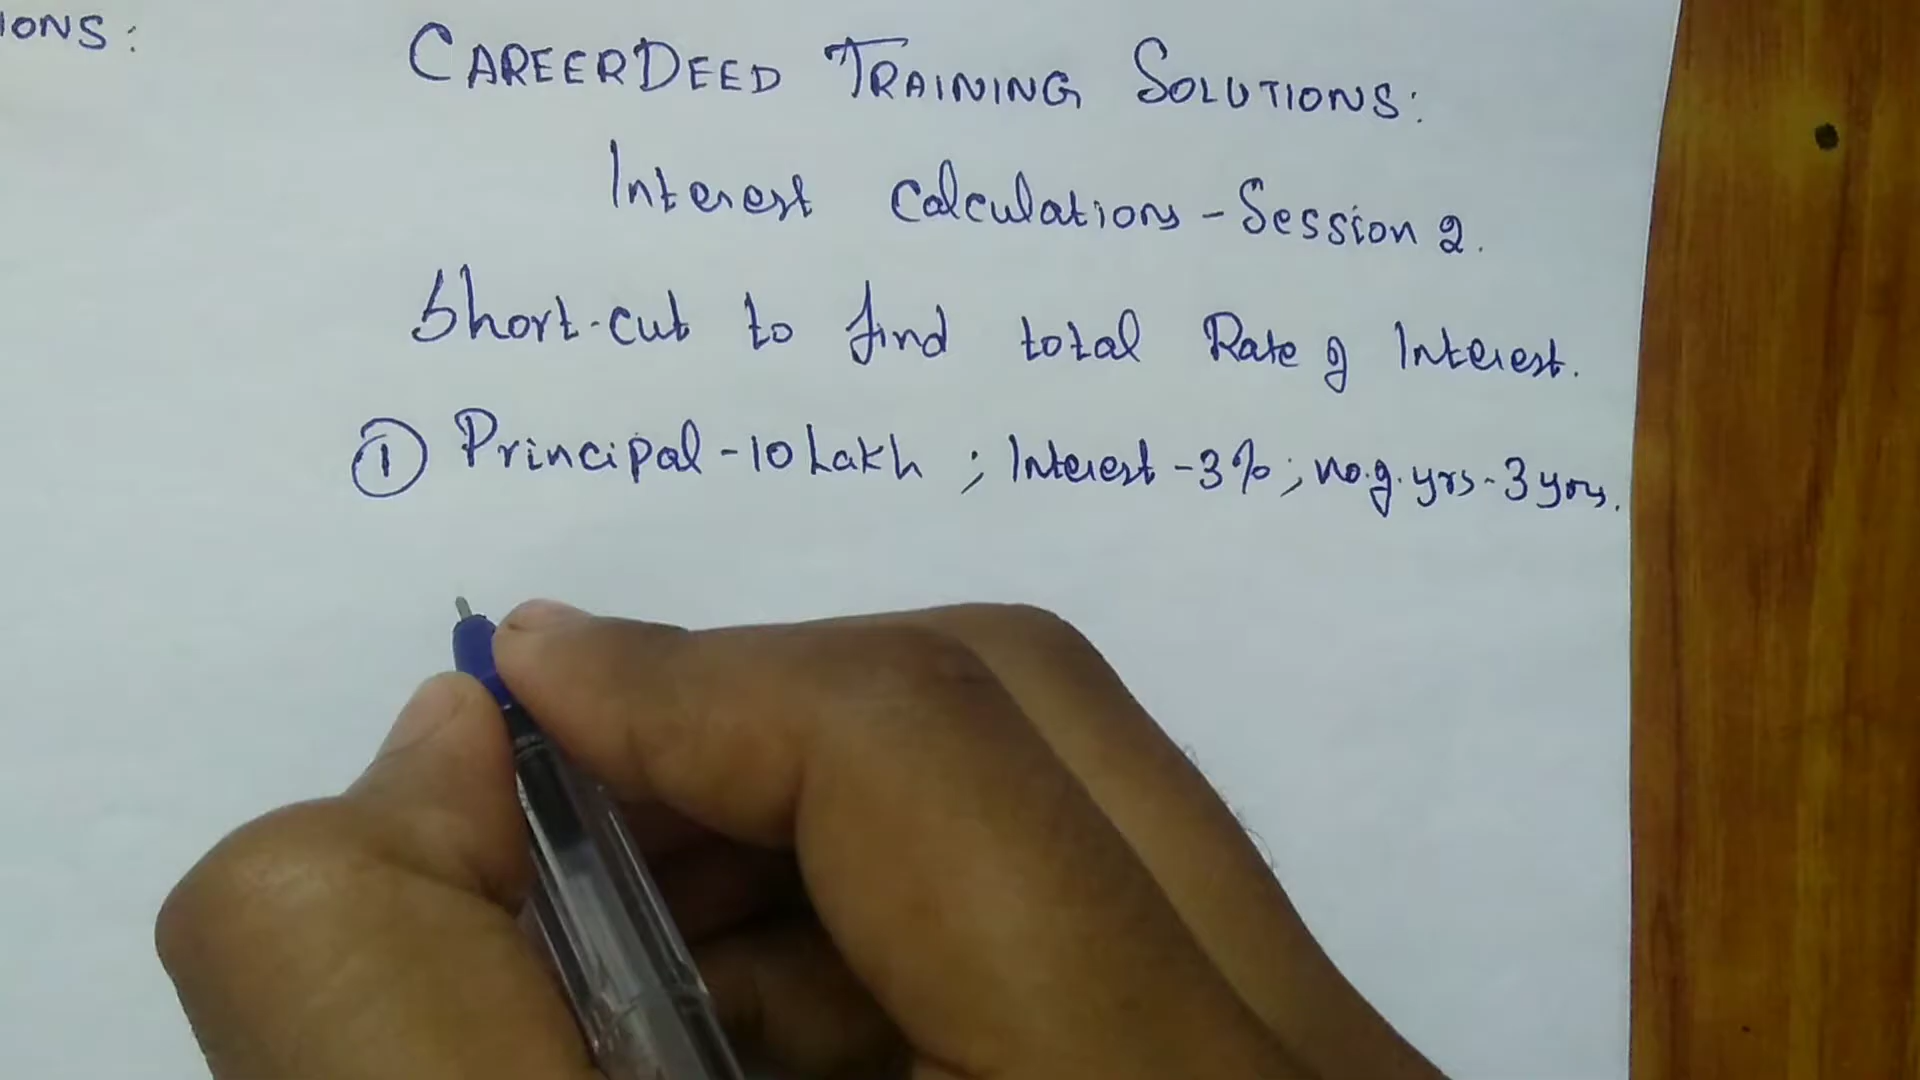 IONS:
CAREERDEED TRAINING SOLUTIONS:
Interest Calculations - Session 2.
Short-cut to find total Rate of Interest.
① Principal - 10 Lakh ; Interest - 3% ; no.of.yrs - 3 yrs.